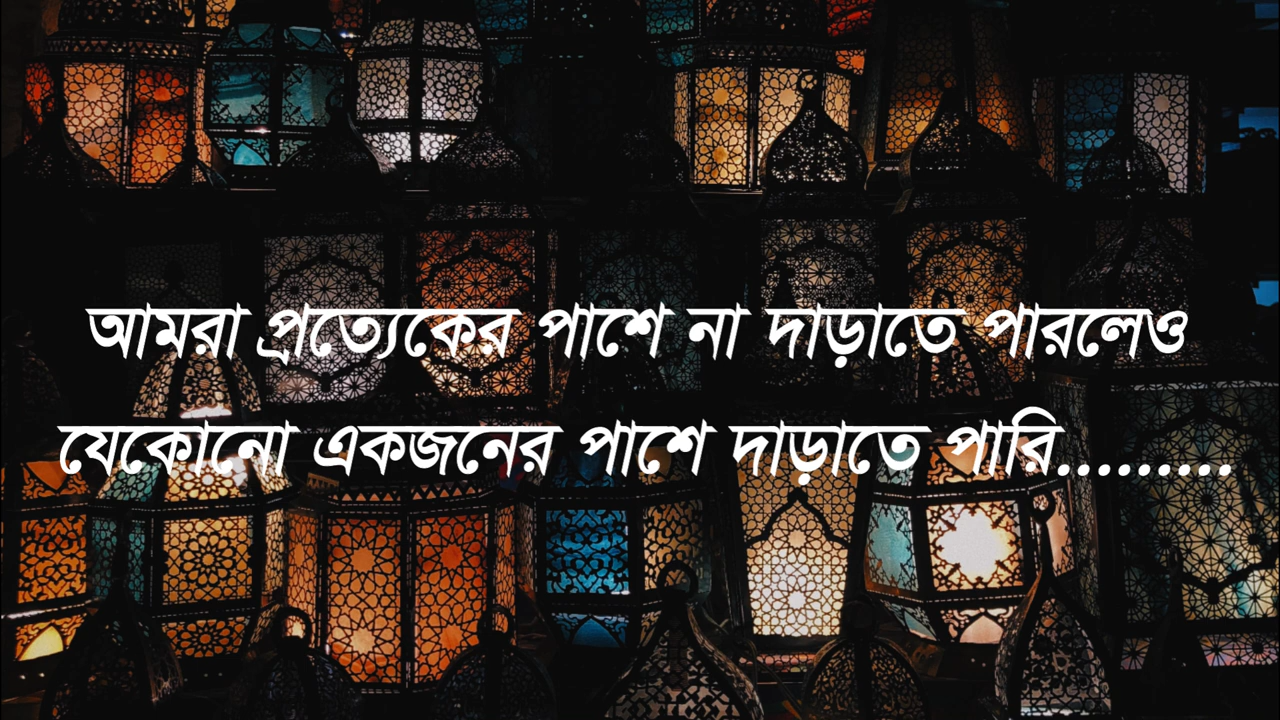 আমরা প্রত্যেকের পাশে না দাড়াতে পারলেও
যেকোনো একজনের পাশে দাড়াতে পারি.........